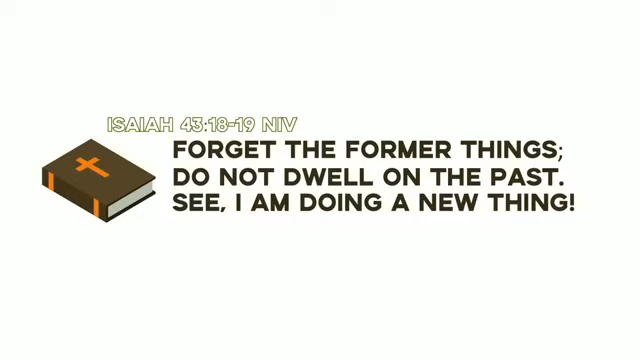 ISAIAH 43:18-19 NIV
FORGET THE FORMER THINGS;
DO NOT DWELL ON THE PAST.
SEE, I AM DOING A NEW THING!